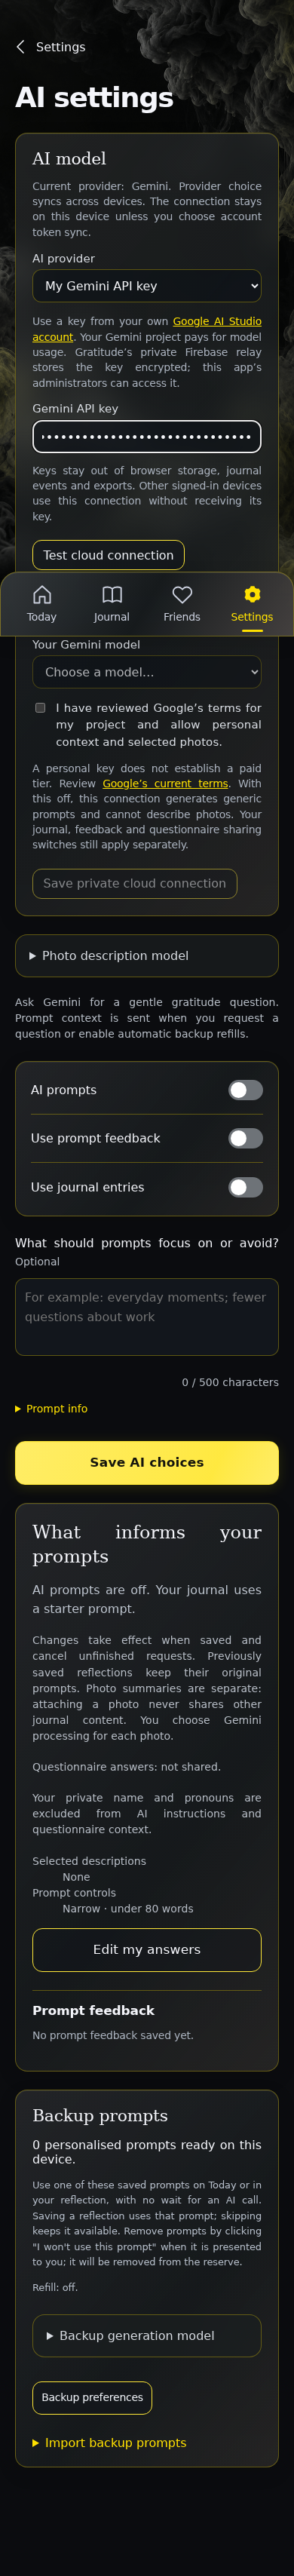 Settings
AI settings
AI model
Current provider: Gemini. Provider choice
syncs across devices. The connection stays
on this device unless you choose account
token sync.
AI provider
My Gemini API key
Use a key from your own Google AI Studio
account. Your Gemini project pays for model
usage. Gratitude’s private Firebase relay
stores the key encrypted; this app’s
administrators can access it.
Gemini API key
Keys stay out of browser storage, journal
events and exports. Other signed-in devices
use this connection without receiving its
key.
Test cloud connection
Today
Journal
Friends
Settings
Your Gemini model
Choose a model...
I have reviewed Google’s terms for
my project and allow personal
context and selected photos.
A personal key does not establish a paid
tier. Review Google’s current terms. With
this off, this connection generates generic
prompts and cannot describe photos. Your
journal, feedback and questionnaire sharing
switches still apply separately.
Save private cloud connection
Photo description model
Ask Gemini for a gentle gratitude question.
Prompt context is sent when you request a
question or enable automatic backup refills.
AI prompts
Use prompt feedback
Use journal entries
What should prompts focus on or avoid?
Optional
For example: everyday moments; fewer
questions about work
0 / 500 characters
Prompt info
Save AI choices
What informs your
prompts
AI prompts are off. Your journal uses
a starter prompt.
Changes take effect when saved and
cancel unfinished requests. Previously
saved reflections keep their original
prompts. Photo summaries are separate:
attaching a photo never shares other
journal content. You choose Gemini
processing for each photo.
Questionnaire answers: not shared.
Your private name and pronouns are
excluded from AI instructions and
questionnaire context.
Selected descriptions
None
Prompt controls
Narrow · under 80 words
Edit my answers
Prompt feedback
No prompt feedback saved yet.
Backup prompts
0 personalised prompts ready on this
device.
Use one of these saved prompts on Today or in
your reflection, with no wait for an AI call.
Saving a reflection uses that prompt; skipping
keeps it available. Remove prompts by clicking
"I won't use this prompt" when it is presented
to you; it will be removed from the reserve.
Refill: off.
Backup generation model
Backup preferences
Import backup prompts